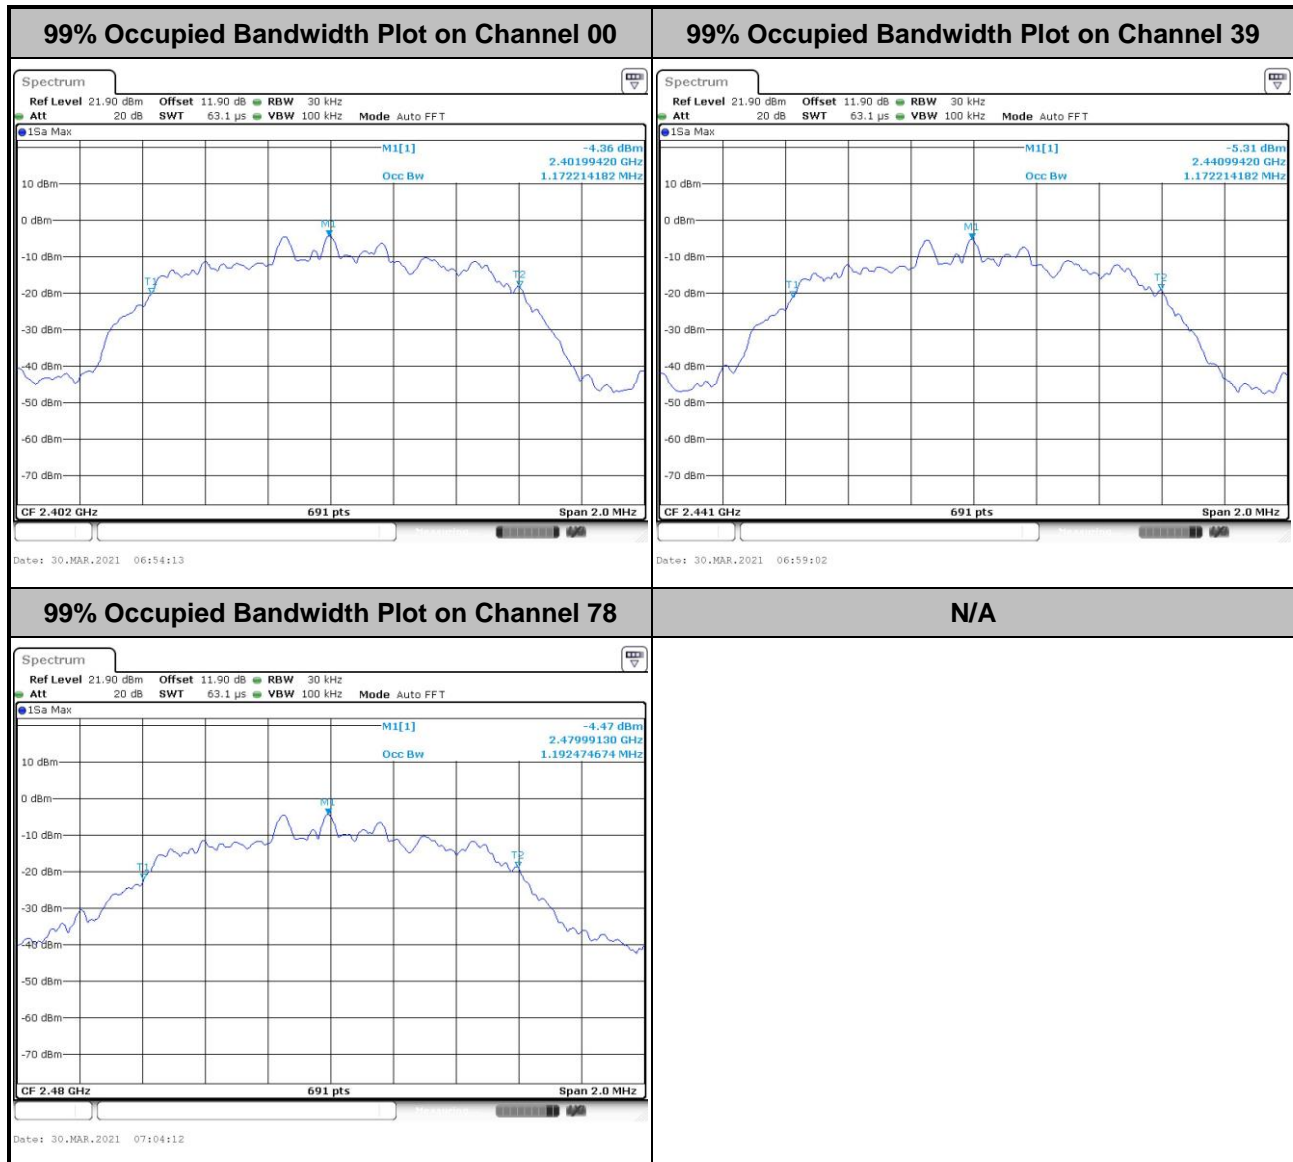 99% Occupied Bandwidth Plot on Channel 00
99% Occupied Bandwidth Plot on Channel 39
Spectrum
Ref Level 21.90 dBm Offset 11.90 dB RBW 30 kHz
Att 20 dB SWT 63.1 µs VBW 100 kHz Mode Auto FFT
1Sa Max
M1[1] -4.36 dBm
2.40199420 GHz
Occ Bw 1.172214182 MHz
10 dBm
0 dBm
M1
-10 dBm
T1
T2
-20 dBm
-30 dBm
-40 dBm
-50 dBm
-60 dBm
-70 dBm
CF 2.402 GHz 691 pts Span 2.0 MHz
Date: 30.MAR.2021 06:54:13
Spectrum
Ref Level 21.90 dBm Offset 11.90 dB RBW 30 kHz
Att 20 dB SWT 63.1 µs VBW 100 kHz Mode Auto FFT
1Sa Max
M1[1] -5.31 dBm
2.44099420 GHz
Occ Bw 1.172214182 MHz
10 dBm
0 dBm
M1
-10 dBm
T1
T2
-20 dBm
-30 dBm
-40 dBm
-50 dBm
-60 dBm
-70 dBm
CF 2.441 GHz 691 pts Span 2.0 MHz
Date: 30.MAR.2021 06:59:02
99% Occupied Bandwidth Plot on Channel 78
N/A
Spectrum
Ref Level 21.90 dBm Offset 11.90 dB RBW 30 kHz
Att 20 dB SWT 63.1 µs VBW 100 kHz Mode Auto FFT
1Sa Max
M1[1] -4.47 dBm
2.47999130 GHz
Occ Bw 1.192474674 MHz
10 dBm
0 dBm
M1
-10 dBm
T1
T2
-20 dBm
-30 dBm
-40 dBm
-50 dBm
-60 dBm
-70 dBm
CF 2.48 GHz 691 pts Span 2.0 MHz
Date: 30.MAR.2021 07:04:12